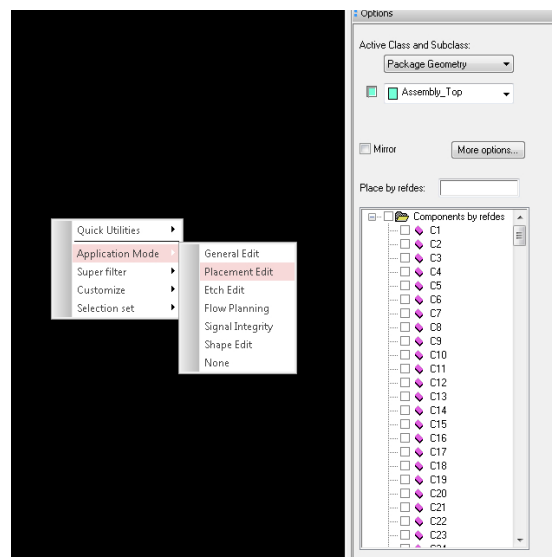 Options
Active Class and Subclass:
Package Geometry
Assembly_Top
Mirror
More options...
Place by refdes:
Components by refdes
C1
C2
C3
C4
C5
C6
C7
C8
C9
C10
C11
C12
C13
C14
C15
C16
C17
C18
C19
C20
C21
C22
C23
Quick Utilities
Application Mode
Super filter
Customize
Selection set
General Edit
Placement Edit
Etch Edit
Flow Planning
Signal Integrity
Shape Edit
None